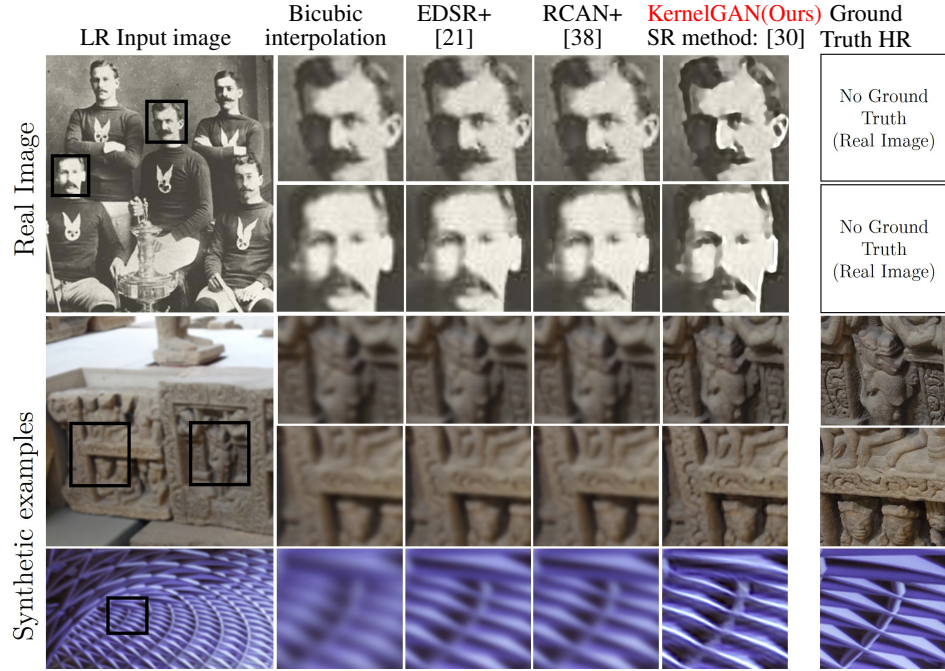 LR Input image
Bicubic
interpolation
EDSR+
[21]
RCAN+
[38]
KernelGAN(Ours)
SR method: [30]
Ground
Truth HR
Real Image
No Ground
Truth
(Real Image)
No Ground
Truth
(Real Image)
Synthetic examples